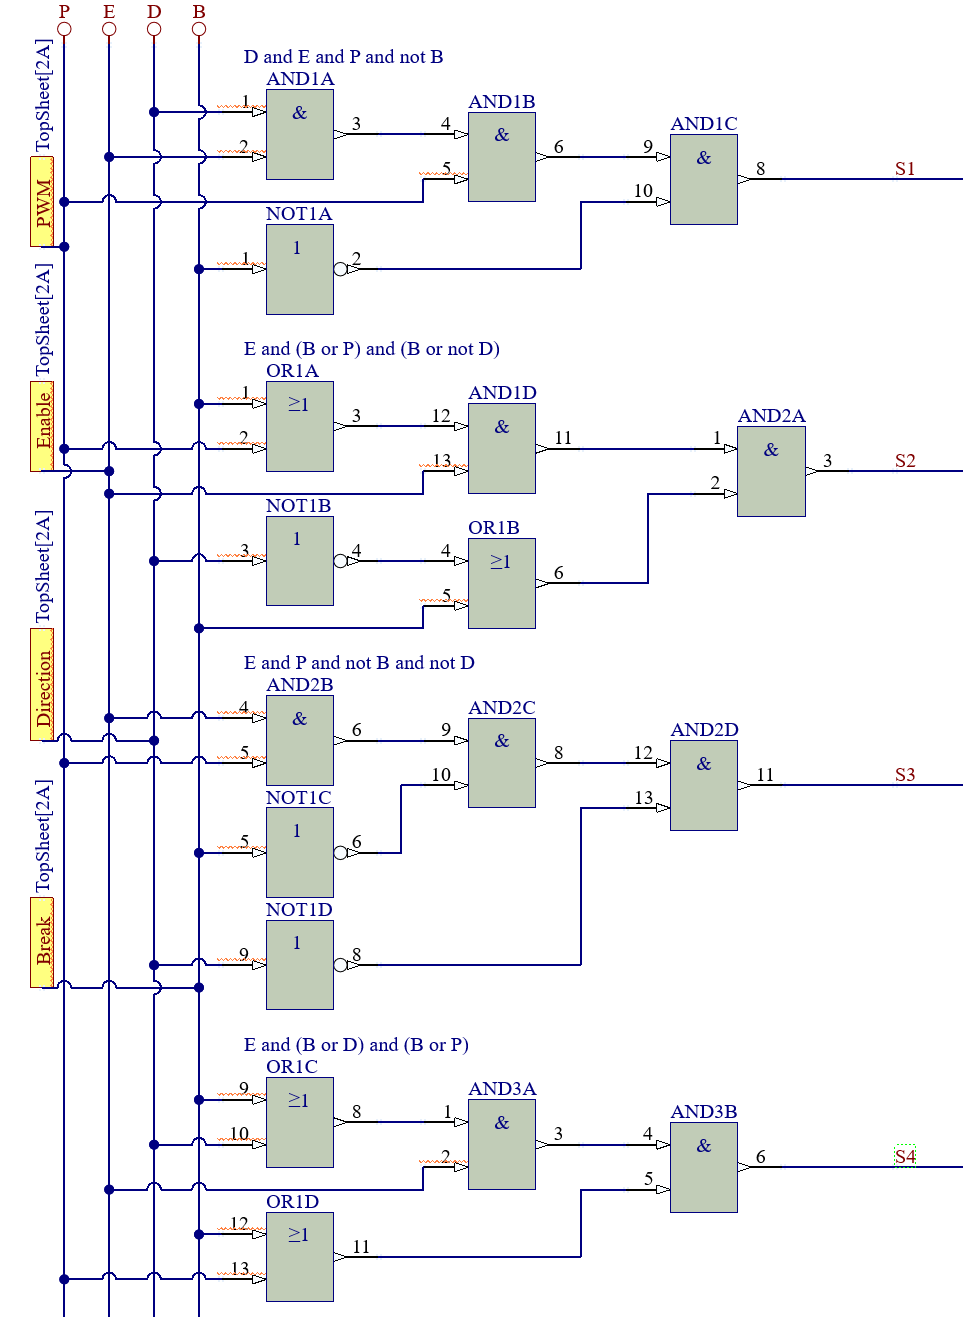 P E D B
TopSheet[2A]
PWM
TopSheet[2A]
Enable
TopSheet[2A]
Direction
TopSheet[2A]
Break
D and E and P and not B
AND1A
&
1
2
3
AND1B
&
4
5
6
AND1C
&
9
10
8
S1
NOT1A
1
1
2
E and (B or P) and (B or not D)
OR1A
≥1
1
2
3
AND1D
&
12
13
11
AND2A
&
1
2
3
S2
NOT1B
1
3
4
OR1B
≥1
4
5
6
E and P and not B and not D
AND2B
&
4
5
6
AND2C
&
9
10
8
AND2D
&
12
13
11
S3
NOT1C
1
5
6
NOT1D
1
9
8
E and (B or D) and (B or P)
OR1C
≥1
9
10
8
AND3A
&
1
2
3
AND3B
&
4
5
6
S4
OR1D
≥1
12
13
11